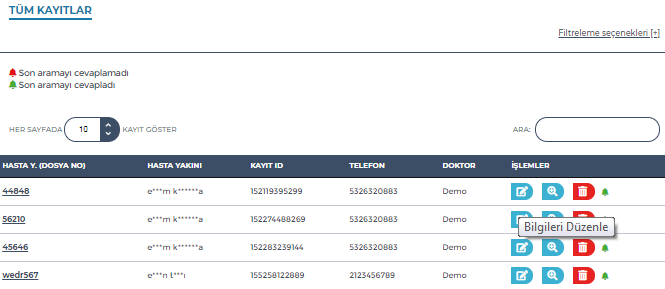 TÜM KAYITLAR
Filtreleme seçenekleri [+]
Son aramayı cevaplamadı
Son aramayı cevapladı
HER SAYFADA 10 KAYIT GÖSTER ARA:
HASTA Y. (DOSYA NO) HASTA YAKINI KAYIT ID TELEFON DOKTOR İŞLEMLER
44848 e***m k******a 152119395299 5326320883 Demo
56210 e***m k******a 152274488269 5326320883 Demo
Bilgileri Düzenle
45646 e***m k******a 152283239144 5326320883 Demo
wedr567 e***n t***ı 155258122889 2123456789 Demo